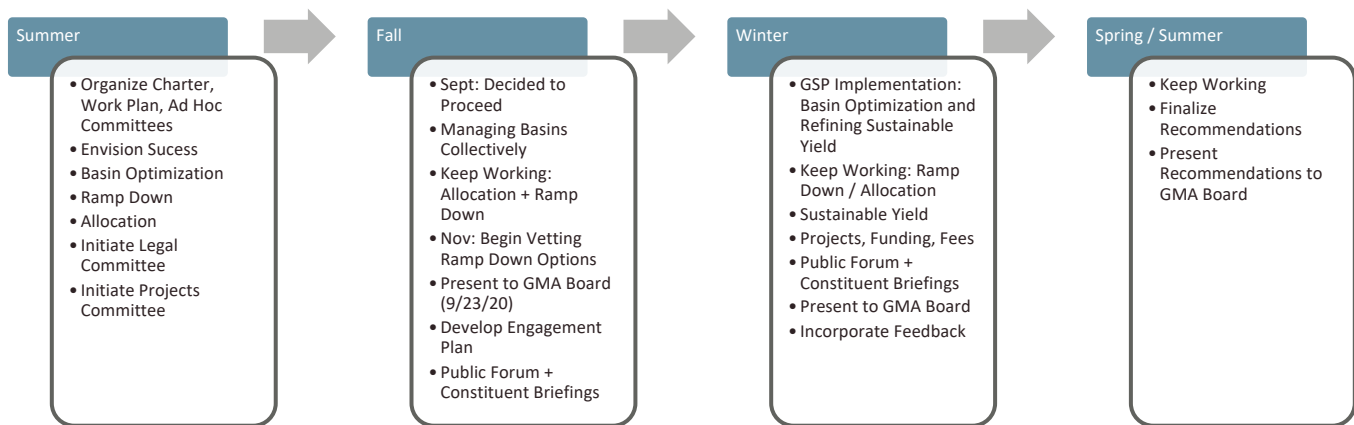 Summer
• Organize Charter,
Work Plan, Ad Hoc
Committees
• Envision Sucess
• Basin Optimization
• Ramp Down
• Allocation
• Initiate Legal
Committee
• Initiate Projects
Committee
Fall
• Sept: Decided to
Proceed
• Managing Basins
Collectively
• Keep Working:
Allocation + Ramp
Down
• Nov: Begin Vetting
Ramp Down Options
• Present to GMA Board
(9/23/20)
• Develop Engagement
Plan
• Public Forum +
Constituent Briefings
Winter
• GSP Implementation:
Basin Optimization and
Refining Sustainable
Yield
• Keep Working: Ramp
Down / Allocation
• Sustainable Yield
• Projects, Funding, Fees
• Public Forum +
Constituent Briefings
• Present to GMA Board
• Incorporate Feedback
Spring / Summer
• Keep Working
• Finalize
Recommendations
• Present
Recommendations to
GMA Board